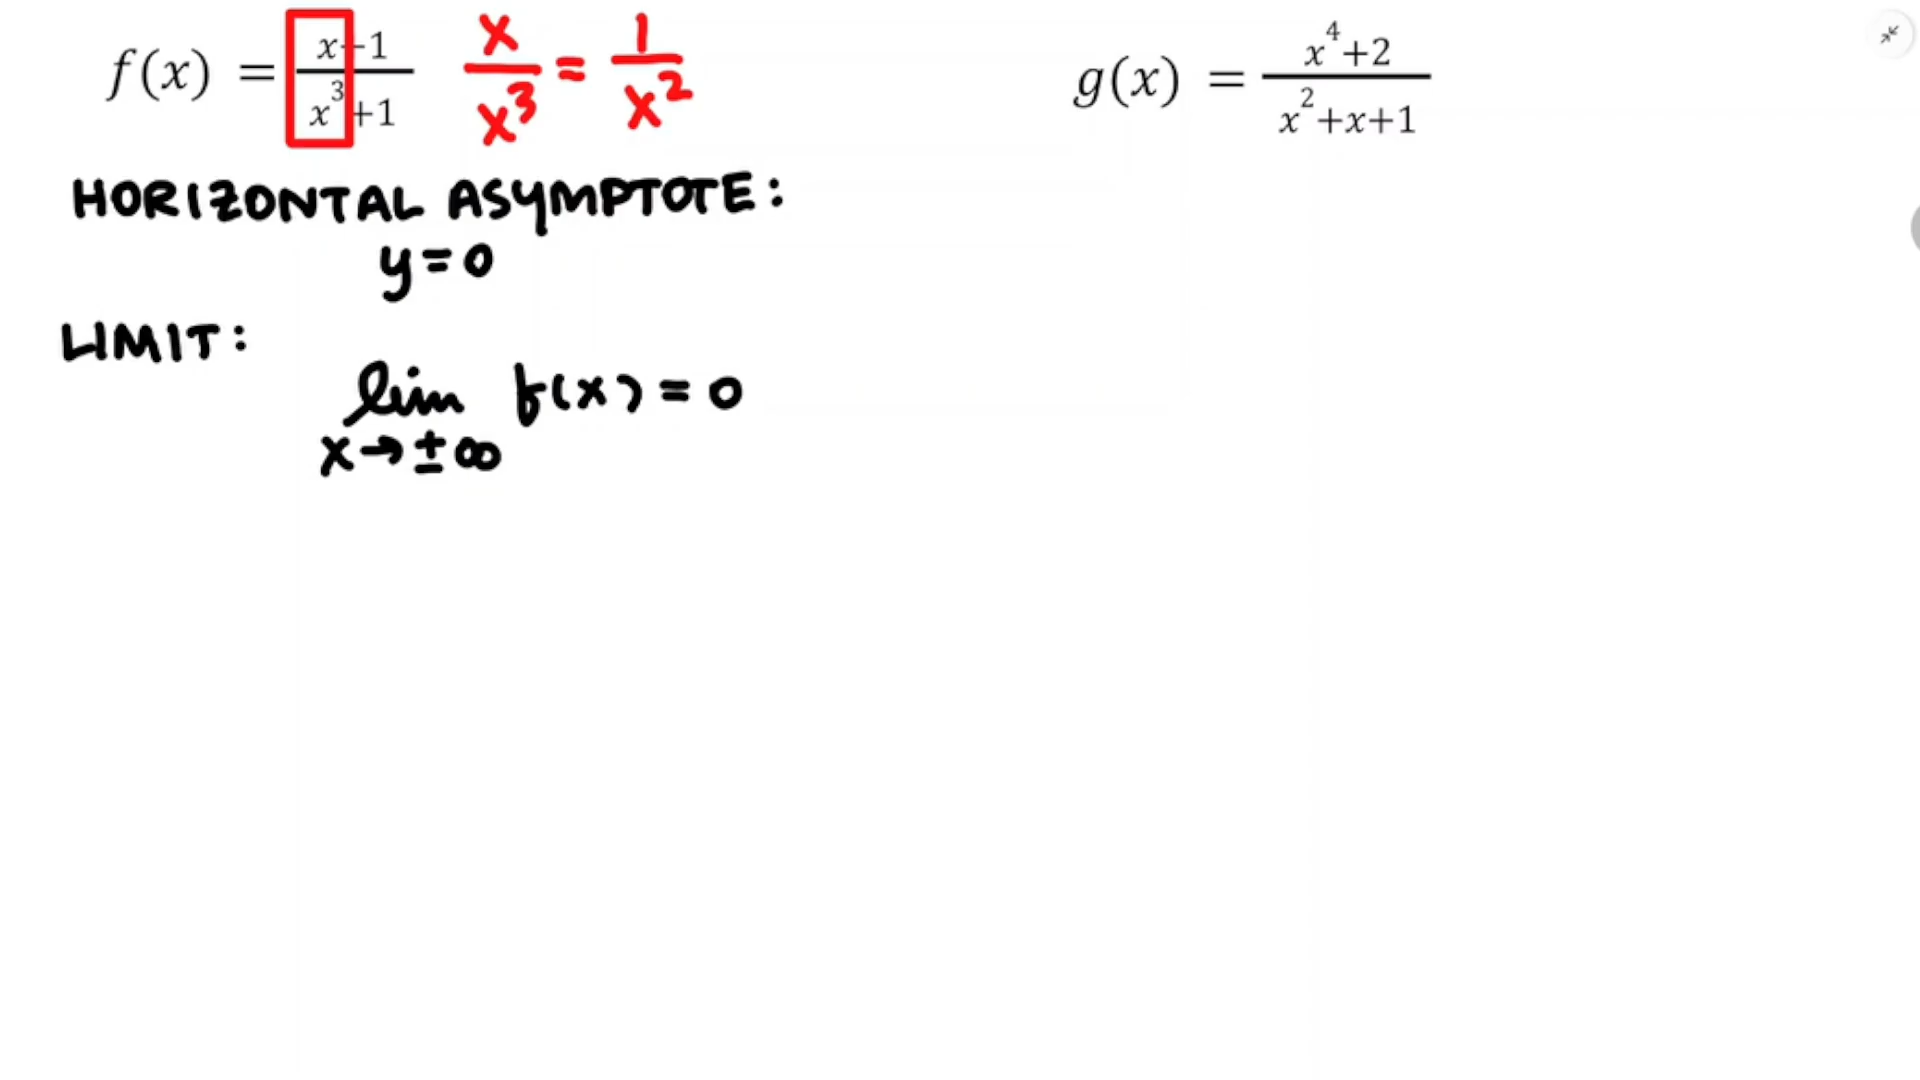 f(x) = (x-1)/(x³+1) x/x³ = 1/x²
HORIZONTAL ASYMPTOTE:
y=0
LIMIT:
lim f(x) = 0
x→±∞
g(x) = (x⁴+2)/(x²+x+1)